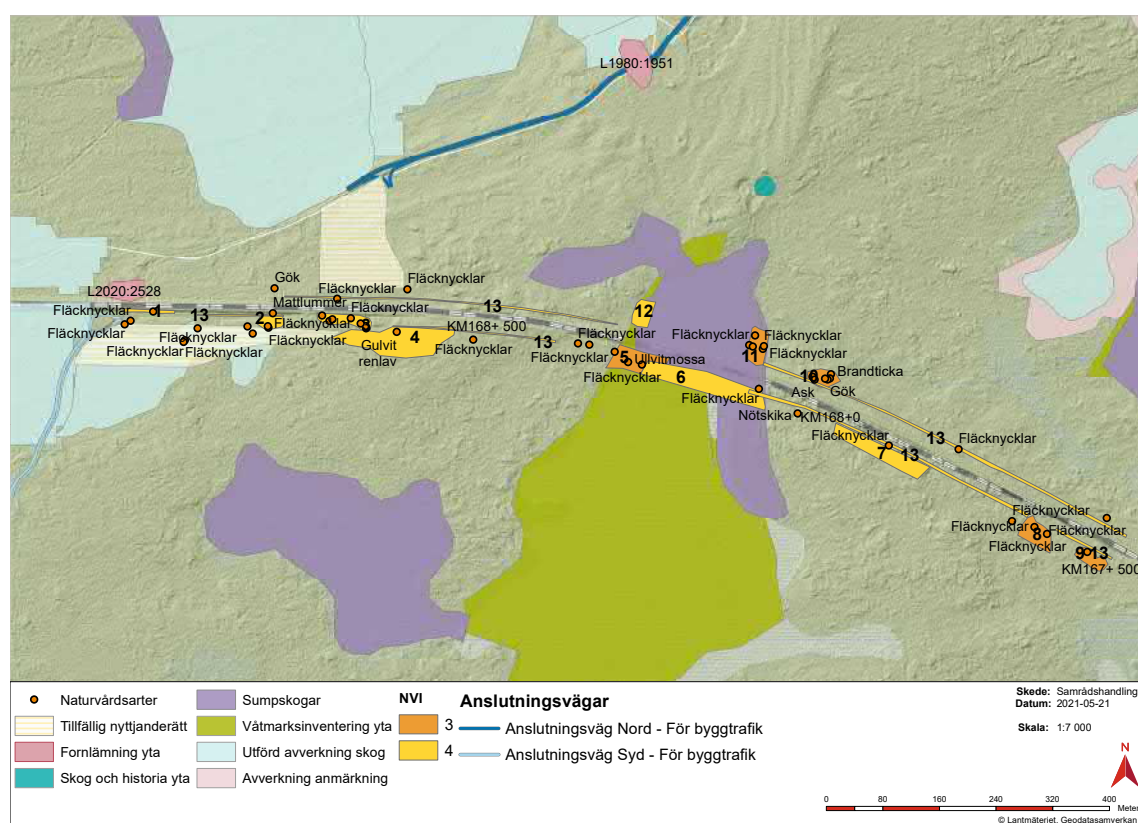 L1980:1951
Gök
Fläcknycklar
Fläcknycklar
L2020:2528
Mattlummer
13
Fläcknycklar
1
13
2
Fläcknycklar
12
Fläcknycklar
Fläcknycklar
Fläcknycklar
3
4
KM168+ 500
Fläcknycklar
Fläcknycklar
Fläcknycklar
Fläcknycklar
Fläcknycklar
Gulvit
renlav
Fläcknycklar
13
Fläcknycklar
5
Ullvitmossa
11
Fläcknycklar
Fläcknycklar
6
10
Brandticka
Ask
Gök
Fläcknycklar
Nötskika
KM168+0
Fläcknycklar
13
Fläcknycklar
7
13
Fläcknycklar
Fläcknycklar
8
Fläcknycklar
Fläcknycklar
9
13
KM167+ 500
Naturvårdsarter
Tillfällig nyttjanderätt
Fornlämning yta
Skog och historia yta
Sumpskogar
Våtmarksinventering yta
Utförd avverkning skog
Avverkning anmärkning
NVI
3
4
Anslutningsvägar
Anslutningsväg Nord - För byggtrafik
Anslutningsväg Syd - För byggtrafik
Skede: Samrådshandling
Datum: 2021-05-21
Skala: 1:7 000
N
0 80 160 240 320 400
Meter
© Lantmäteriet, Geodatasamverkan